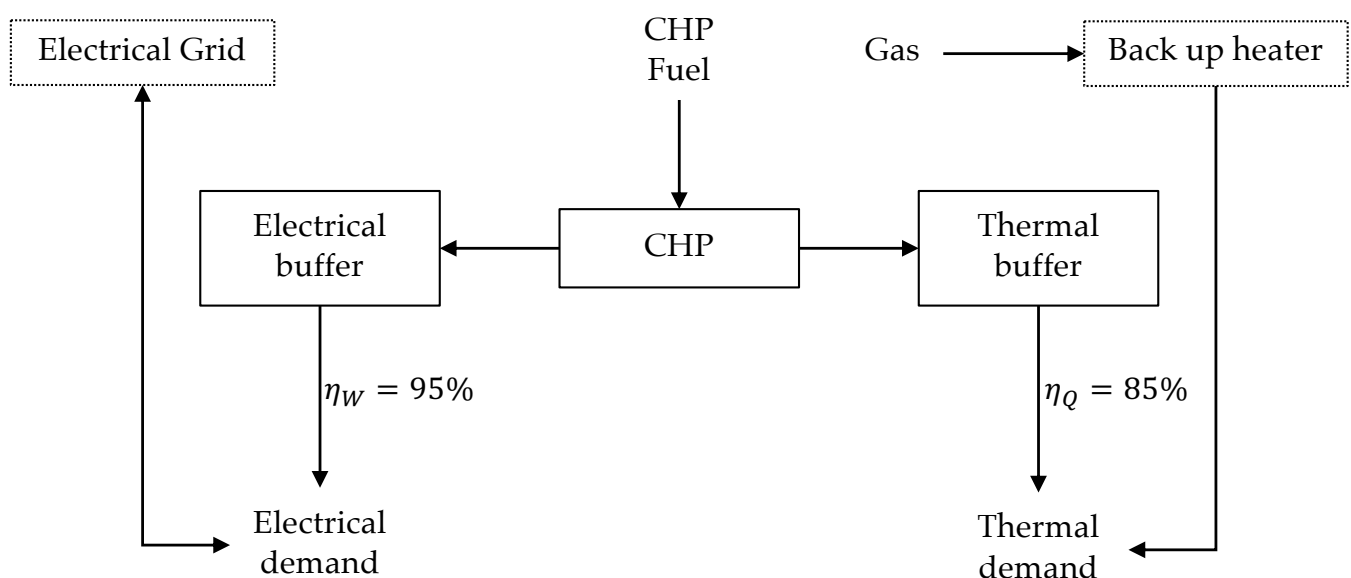 Electrical Grid
CHP
Fuel
Gas
Back up heater
Electrical
buffer
CHP
Thermal
buffer
η_W = 95%
η_Q = 85%
Electrical
demand
Thermal
demand